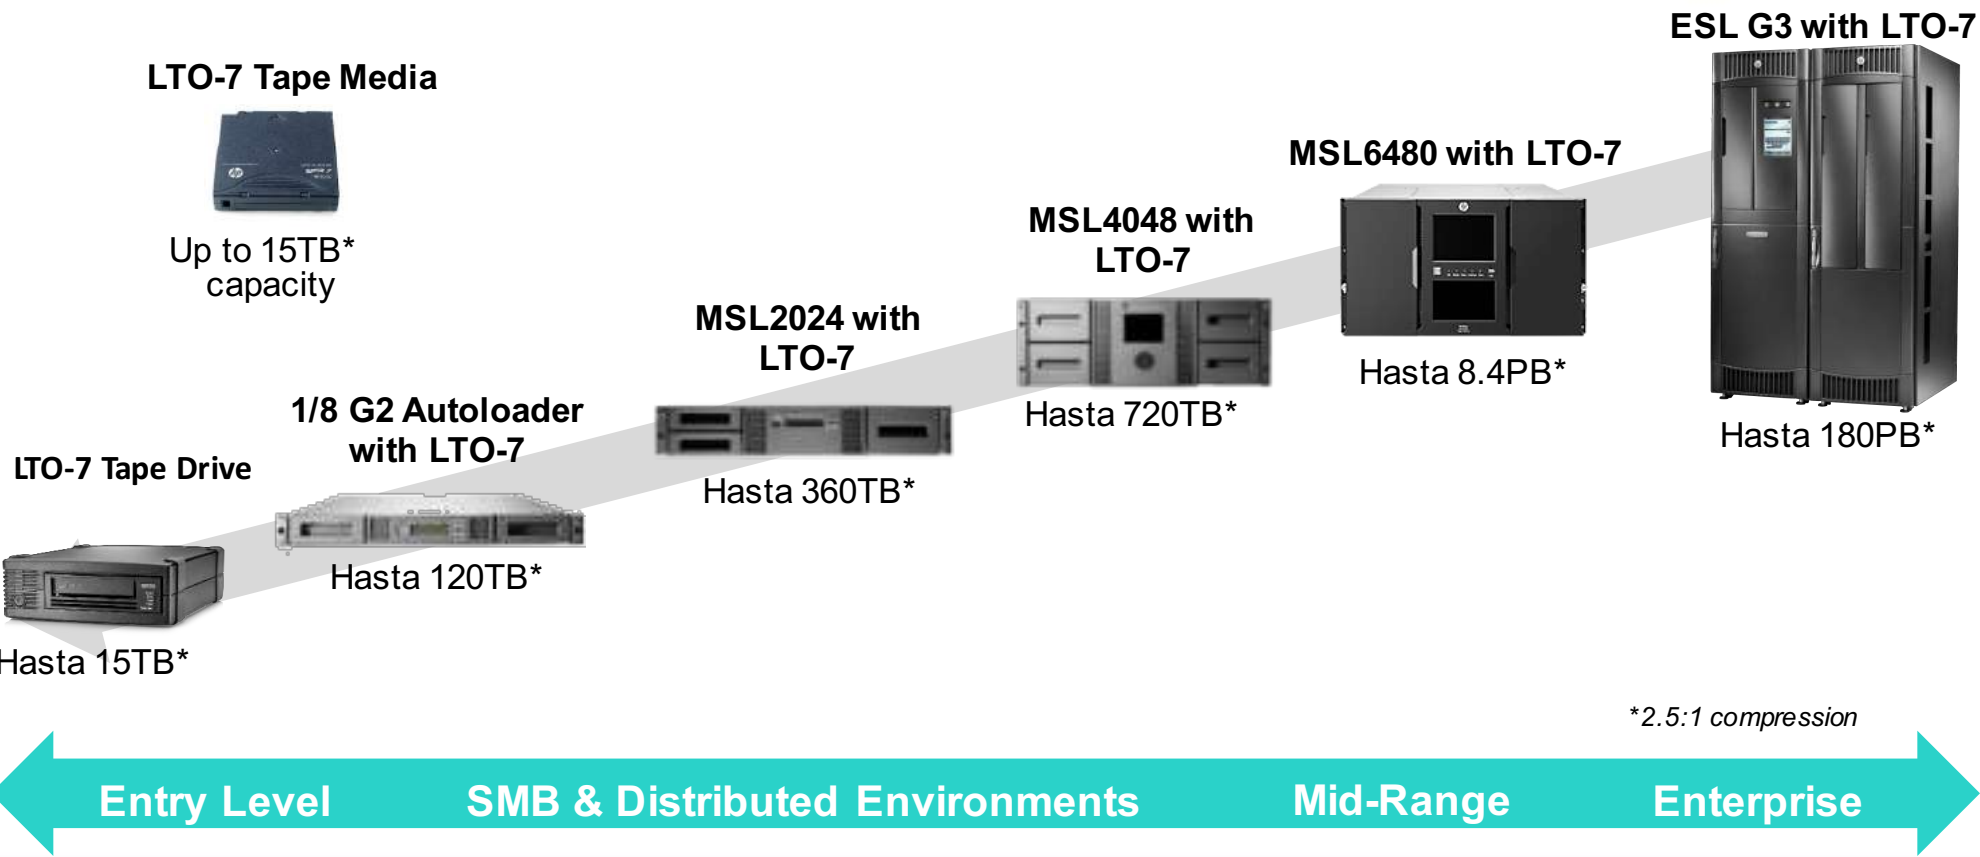 ESL G3 with LTO-7
LTO-7 Tape Media
Up to 15TB*
capacity
MSL6480 with LTO-7
MSL4048 with
LTO-7
MSL2024 with
LTO-7
1/8 G2 Autoloader
with LTO-7
LTO-7 Tape Drive
Hasta 8.4PB*
Hasta 720TB*
Hasta 180PB*
Hasta 360TB*
Hasta 120TB*
Hasta 15TB*
*2.5:1 compression
Entry Level
SMB & Distributed Environments
Mid-Range
Enterprise